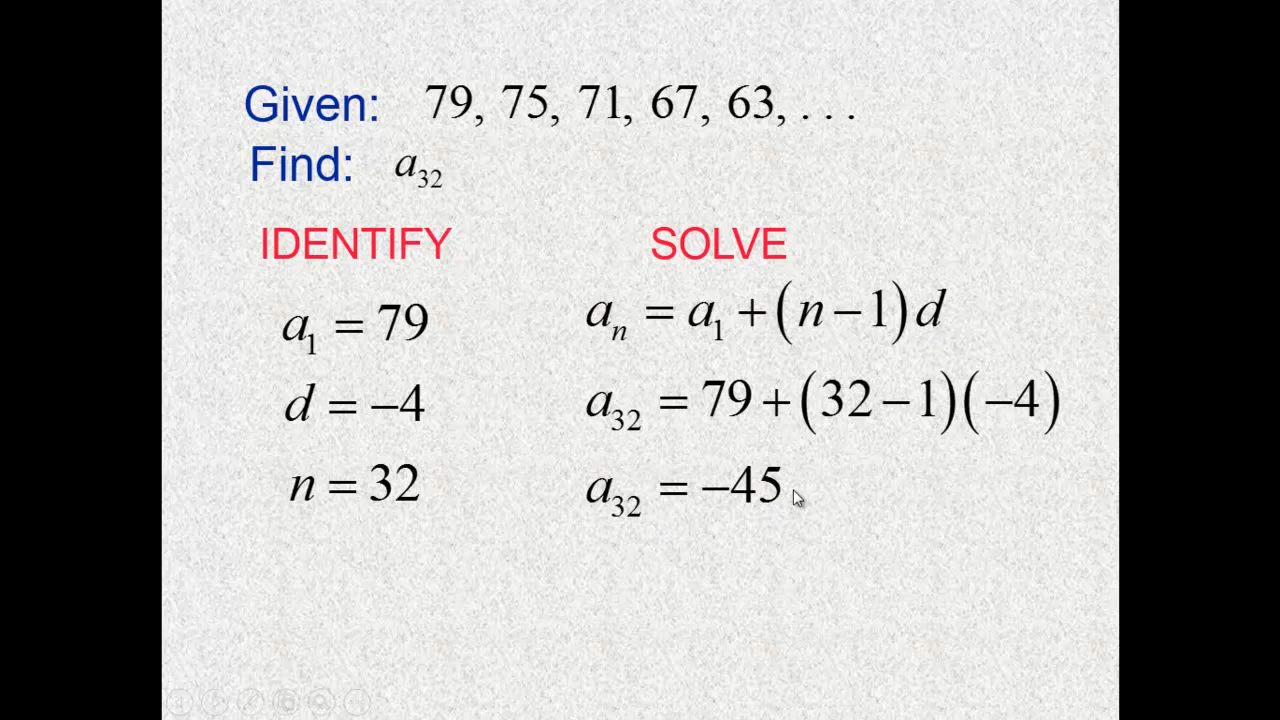 Given: 79, 75, 71, 67, 63, . . .
Find: a₃₂
IDENTIFY
a₁ = 79
d = −4
n = 32
SOLVE
aₙ = a₁ + (n − 1) d
a₃₂ = 79 + (32 − 1)(−4)
a₃₂ = −45